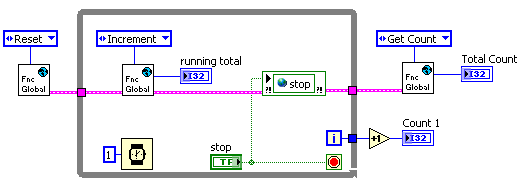 Reset
Increment
Get Count
running total
Total Count
Fnc
Global
I32
Fnc
Global
Fnc
Global
I32
stop
?!
?!
Count 1
stop
i
+1
I32
1
TF